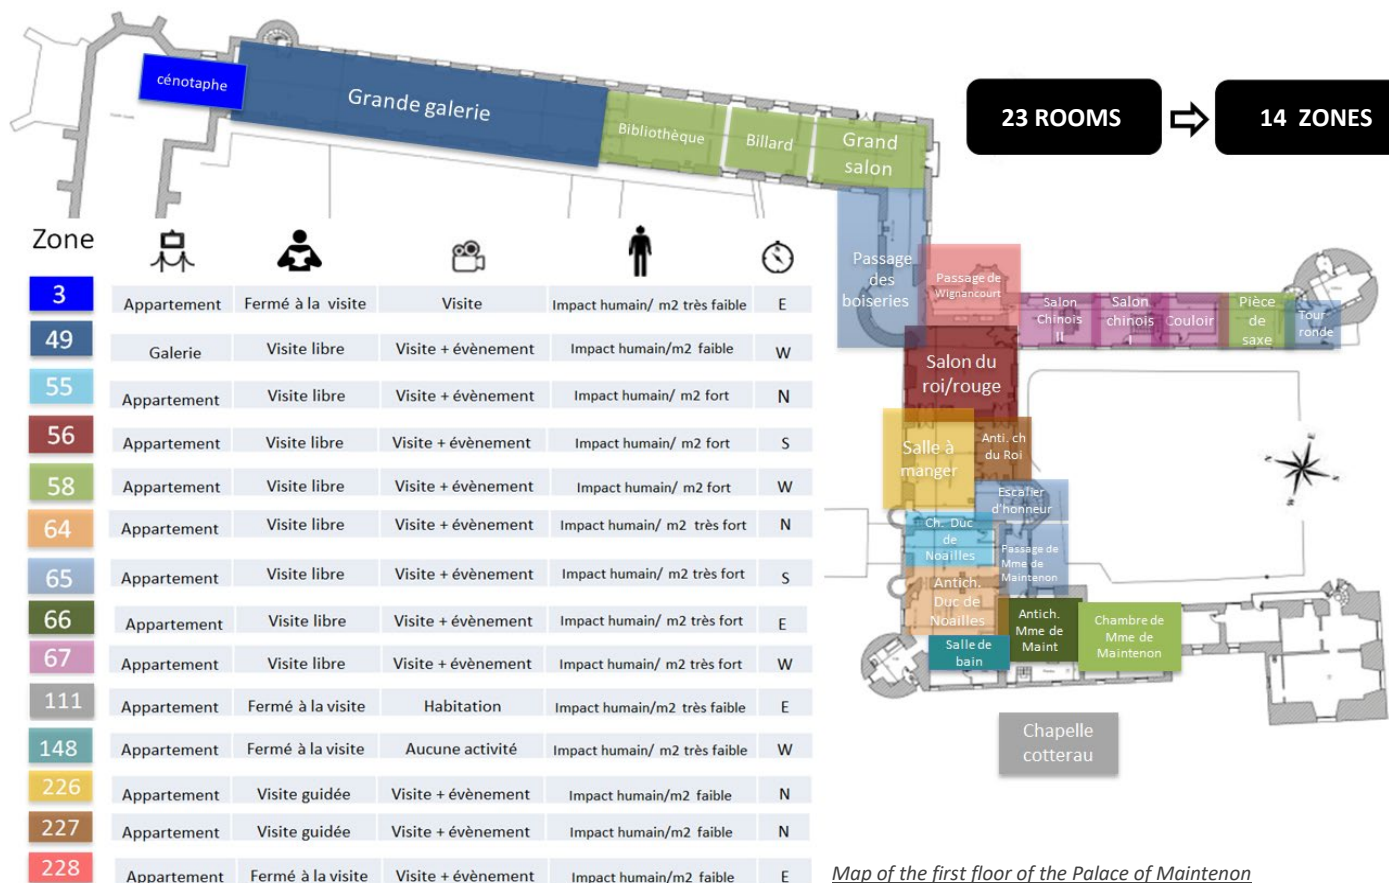 cénotaphe
Grande galerie
Bibliothèque
Billard
Grand
salon
23 ROOMS
14 ZONES
Passage
des
boiseries
Passage de
Wignancourt
Salon
Chinois
II
Salon
chinois
I
Couloir
Pièce
de
saxe
Tour
ronde
Salon du
roi/rouge
Salle à
manger
Anti. ch
du Roi
Escalier
d'honneur
Ch. Duc
de
Noailles
Passage de
Mme de
Maintenon
Antich.
Duc de
Noailles
Antich.
Mme de
Maint
Chambre de
Mme de
Maintenon
Salle de
bain
Chapelle
cotterau
Zone
3 Appartement Fermé à la visite Visite Impact humain/ m2 très faible E
49 Galerie Visite libre Visite + évènement Impact humain/m2 faible W
55 Appartement Visite libre Visite + évènement Impact humain/ m2 fort N
56 Appartement Visite libre Visite + évènement Impact humain/ m2 fort S
58 Appartement Visite libre Visite + évènement Impact humain/ m2 fort W
64 Appartement Visite libre Visite + évènement Impact humain/ m2 très fort N
65 Appartement Visite libre Visite + évènement Impact humain/ m2 très fort S
66 Appartement Visite libre Visite + évènement Impact humain/ m2 très fort E
67 Appartement Visite libre Visite + évènement Impact humain/ m2 très fort W
111 Appartement Fermé à la visite Habitation Impact humain/m2 très faible E
148 Appartement Fermé à la visite Aucune activité Impact humain/ m2 très faible W
226 Appartement Visite guidée Visite + évènement Impact humain/m2 faible N
227 Appartement Visite guidée Visite + évènement Impact humain/m2 faible N
228 Appartement Fermé à la visite Visite + évènement Impact humain/m2 faible E
Map of the first floor of the Palace of Maintenon